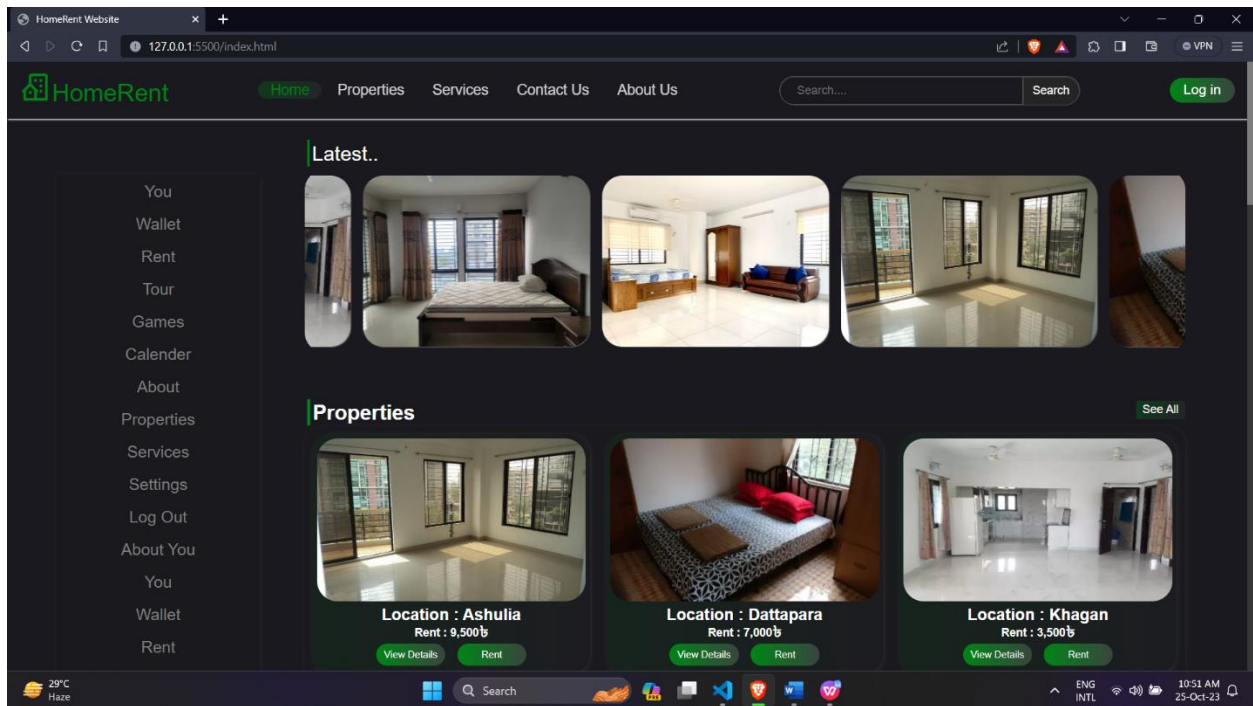 HomeRent Website
127.0.0.1:5500/index.html
VPN
HomeRent
Home Properties Services Contact Us About Us
Search....
Search
Log in
Latest..
You
Wallet
Rent
Tour
Games
Calender
About
Properties
Services
Settings
Log Out
About You
You
Wallet
Rent
Properties
See All
Location : Ashulia
Rent : 9,500৳
View Details Rent
Location : Dattapara
Rent : 7,000৳
View Details Rent
Location : Khagan
Rent : 3,500৳
View Details Rent
29°C
Haze
Search
ENG
INTL
10:51 AM
25-Oct-23